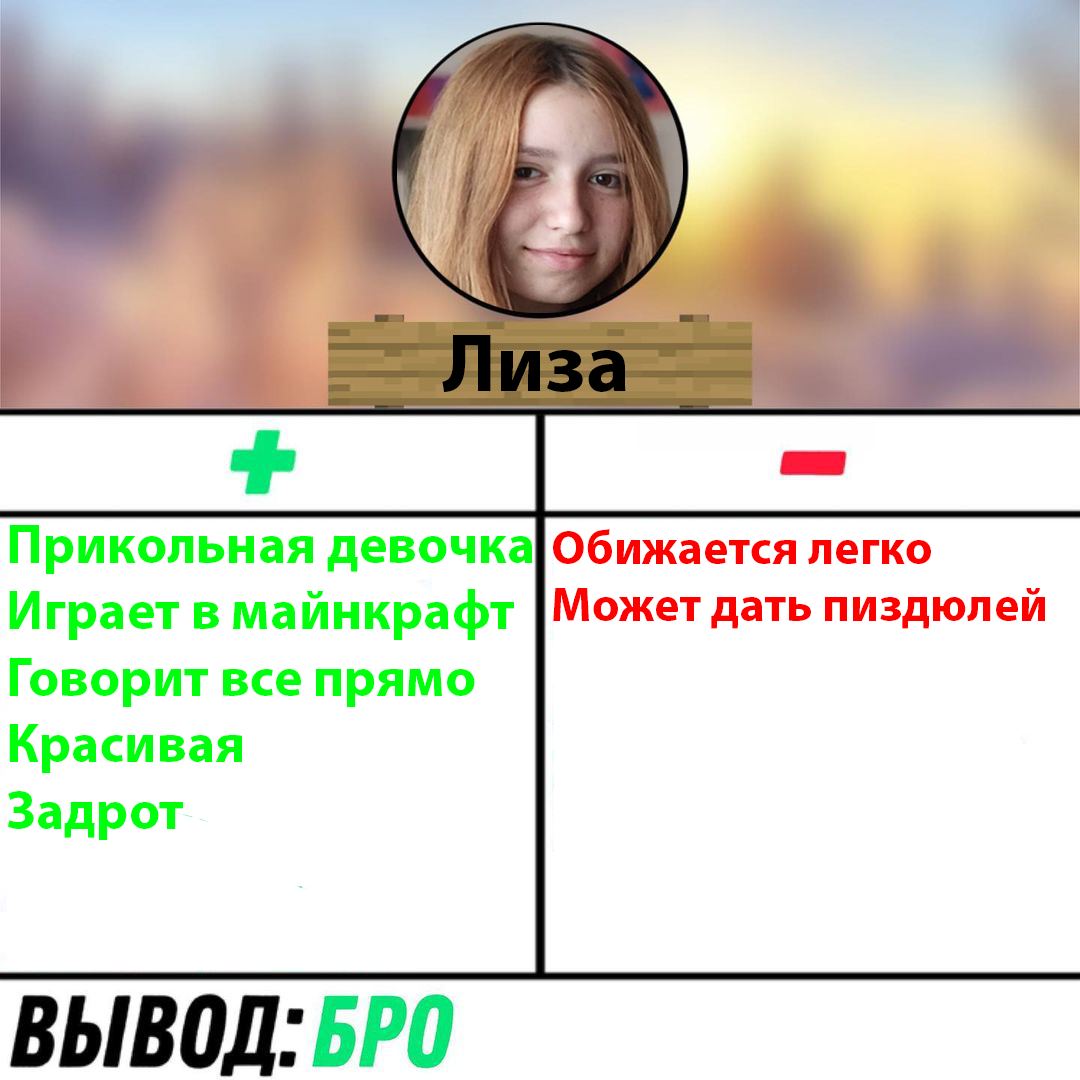 Лиза
+
-
Прикольная девочка
Играет в майнкрафт
Говорит все прямо
Красивая
Задрот
Обижается легко
Может дать пиздюлей
ВЫВОД: БРО